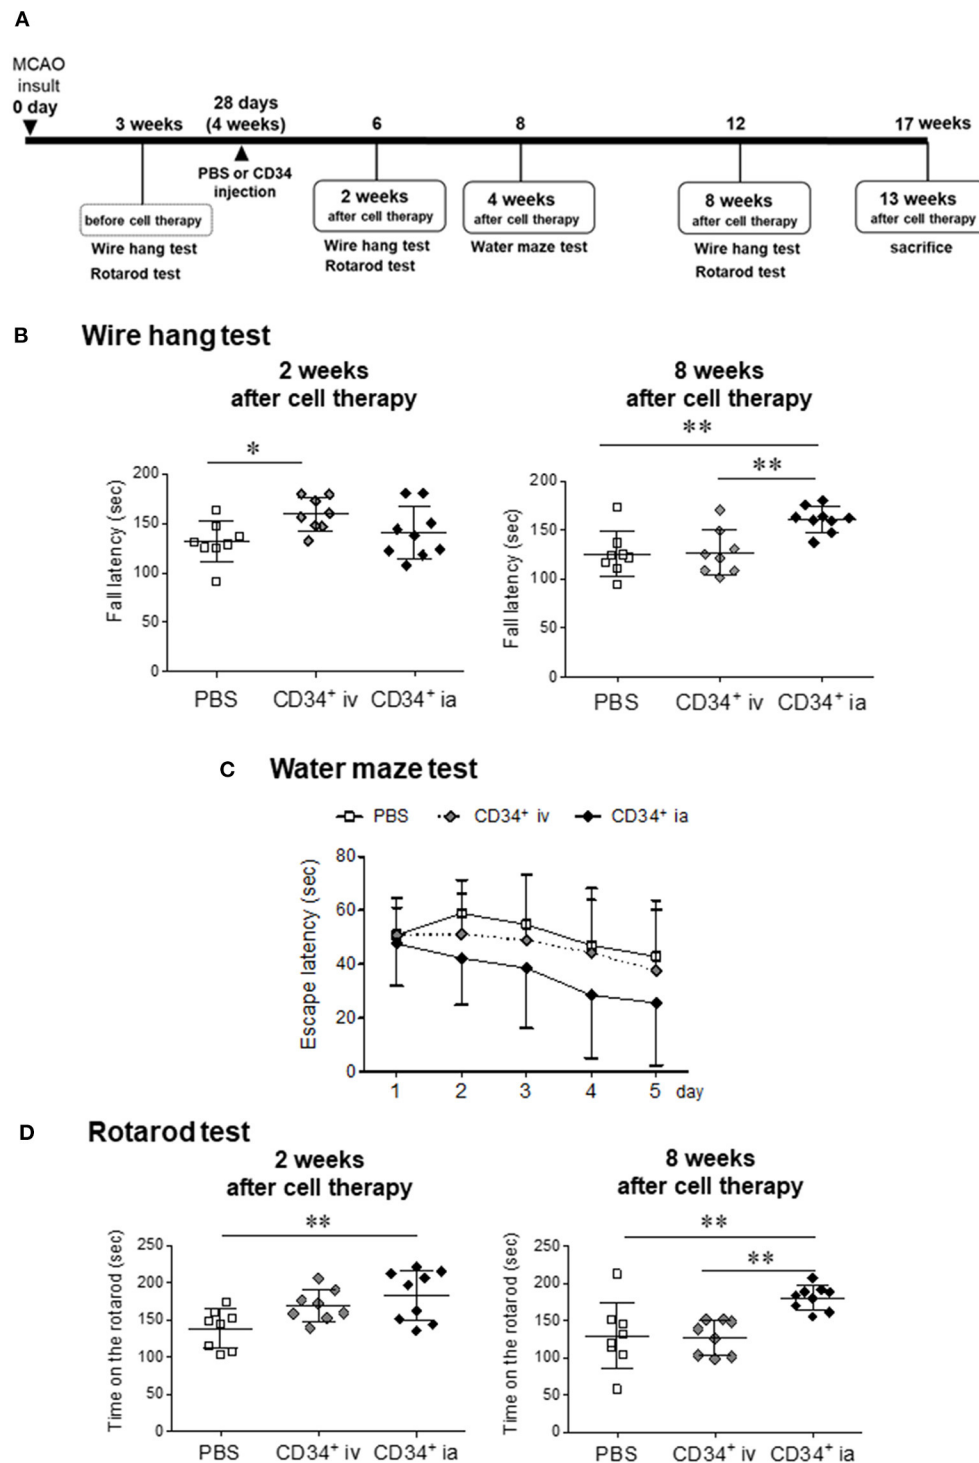 A
MCAO
insult
0 day
3 weeks
28 days
(4 weeks)
6
8
12
17 weeks
PBS or CD34
injection
before cell therapy
Wire hang test
Rotarod test
2 weeks
after cell therapy
Wire hang test
Rotarod test
4 weeks
after cell therapy
Water maze test
8 weeks
after cell therapy
Wire hang test
Rotarod test
13 weeks
after cell therapy
sacrifice
B Wire hang test
2 weeks
after cell therapy
*
Fall latency (sec)
200
150
100
50
0
PBS CD34+ iv CD34+ ia
8 weeks
after cell therapy
**
**
Fall latency (sec)
200
150
100
50
0
PBS CD34+ iv CD34+ ia
C Water maze test
PBS CD34+ iv CD34+ ia
Escape latency (sec)
80
60
40
20
0
1 2 3 4 5 day
D Rotarod test
2 weeks
after cell therapy
**
Time on the rotarod (sec)
250
200
150
100
50
0
PBS CD34+ iv CD34+ ia
8 weeks
after cell therapy
**
**
Time on the rotarod (sec)
250
200
150
100
50
0
PBS CD34+ iv CD34+ ia